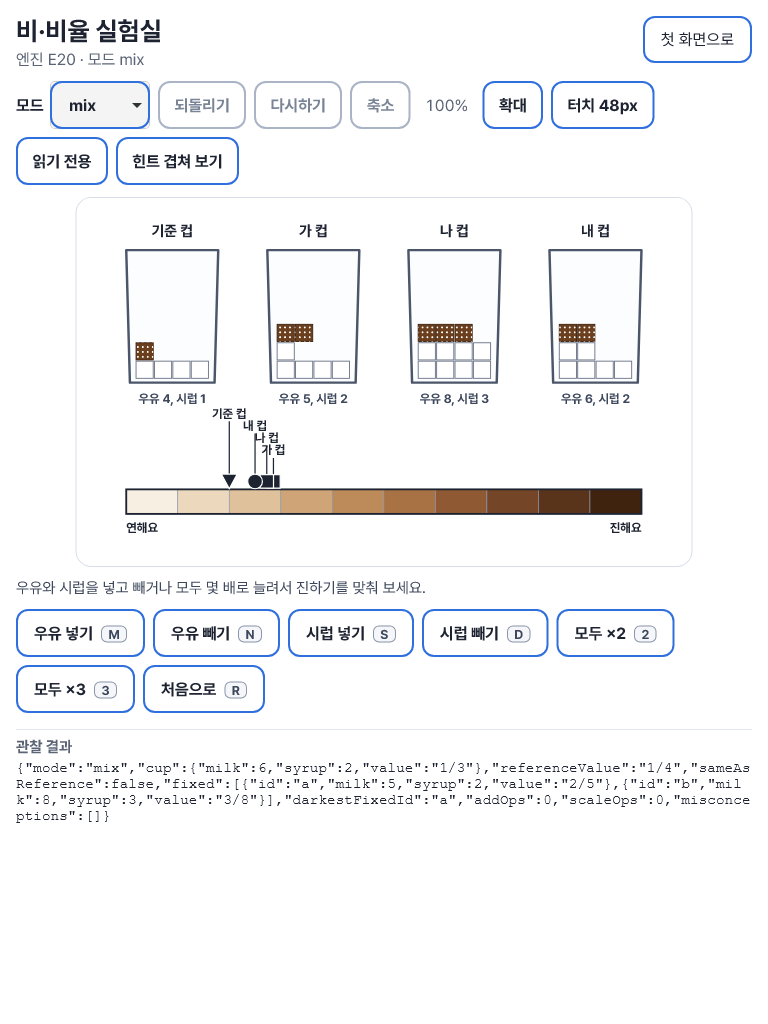 비·비율 실험실
첫 화면으로
엔진 E20 · 모드 mix
모드 mix 되돌리기 다시하기 축소 100% 확대 터치 48px
읽기 전용 힌트 겹쳐 보기
기준 컵 가 컵 나 컵 내 컵
우유 4, 시럽 1 우유 5, 시럽 2 우유 8, 시럽 3 우유 6, 시럽 2
기준 컵
내 컵
나 컵
가 컵
연해요 진해요
우유와 시럽을 넣고 빼거나 모두 몇 배로 늘려서 진하기를 맞춰 보세요.
우유 넣기 M 우유 빼기 N 시럽 넣기 S 시럽 빼기 D 모두 ×2 2
모두 ×3 3 처음으로 R
관찰 결과
{"mode":"mix","cup":{"milk":6,"syrup":2,"value":"1/3"},"referenceValue":"1/4","sameAs
Reference":false,"fixed":[{"id":"a","milk":5,"syrup":2,"value":"2/5"},{"id":"b","mil
k":8,"syrup":3,"value":"3/8"}],"darkestFixedId":"a","addOps":0,"scaleOps":0,"misconce
ptions":[]}